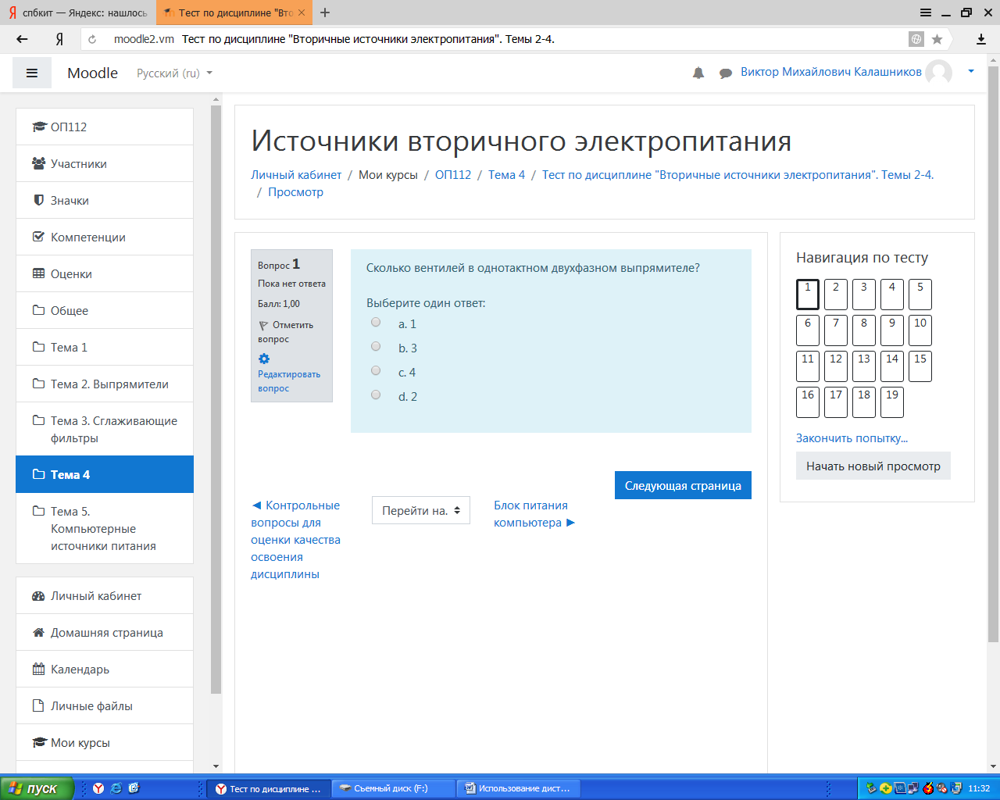 спбкит — Яндекс: нашлось
Тест по дисциплине "Вто
moodle2.vm Тест по дисциплине "Вторичные источники электропитания". Темы 2-4.
Moodle Русский (ru) Виктор Михайлович Калашников
ОП112
Участники
Значки
Компетенции
Оценки
Общее
Тема 1
Тема 2. Выпрямители
Тема 3. Сглаживающие
фильтры
Тема 4
Тема 5.
Компьютерные
источники питания
Личный кабинет
Домашняя страница
Календарь
Личные файлы
Мои курсы
Источники вторичного электропитания
Личный кабинет / Мои курсы / ОП112 / Тема 4 / Тест по дисциплине "Вторичные источники электропитания". Темы 2-4.
/ Просмотр
Вопрос 1
Пока нет ответа
Балл: 1,00
Отметить
вопрос
Редактировать
вопрос
Сколько вентилей в однотактном двухфазном выпрямителе?
Выберите один ответ:
a. 1
b. 3
c. 4
d. 2
Следующая страница
◄ Контрольные
вопросы для
оценки качества
освоения
дисциплины
Перейти на.
Блок питания
компьютера ►
Навигация по тесту
1 2 3 4 5
6 7 8 9 10
11 12 13 14 15
16 17 18 19
Закончить попытку...
Начать новый просмотр
пуск Тест по дисциплине ... Съемный диск (F:) Использование дист... 11:32